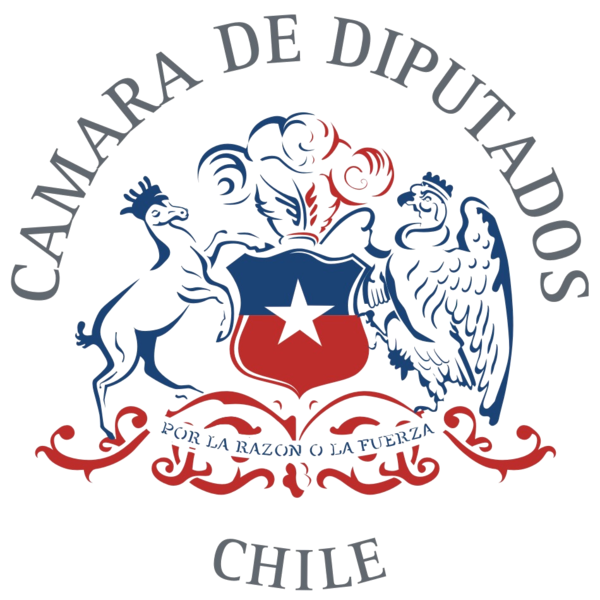 CAMARA DE DIPUTADOS
POR LA RAZON O LA FUERZA
CHILE